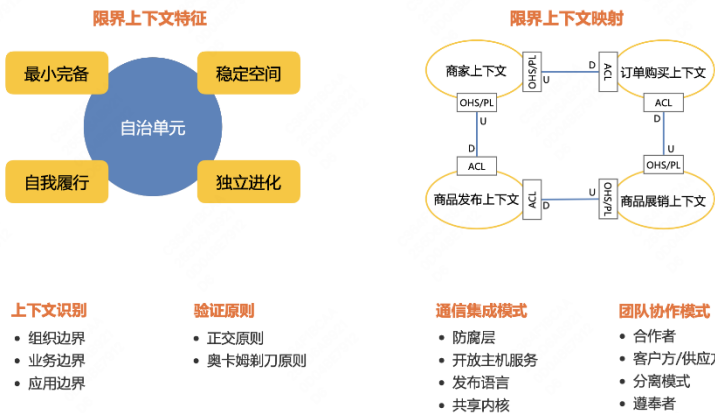 限界上下文特征
最小完备
稳定空间
自治单元
自我履行
独立进化
上下文识别
• 组织边界
• 业务边界
• 应用边界
验证原则
• 正交原则
• 奥卡姆剃刀原则
限界上下文映射
商家上下文
OHS/PL
U
D
ACL
订单购买上下文
OHS/PL
U
D
ACL
ACL
D
U
OHS/PL
商品发布上下文
ACL
D
U
OHS/PL
商品展销上下文
通信集成模式
• 防腐层
• 开放主机服务
• 发布语言
• 共享内核
团队协作模式
• 合作者
• 客户方/供应
• 分离模式
• 遵奉者